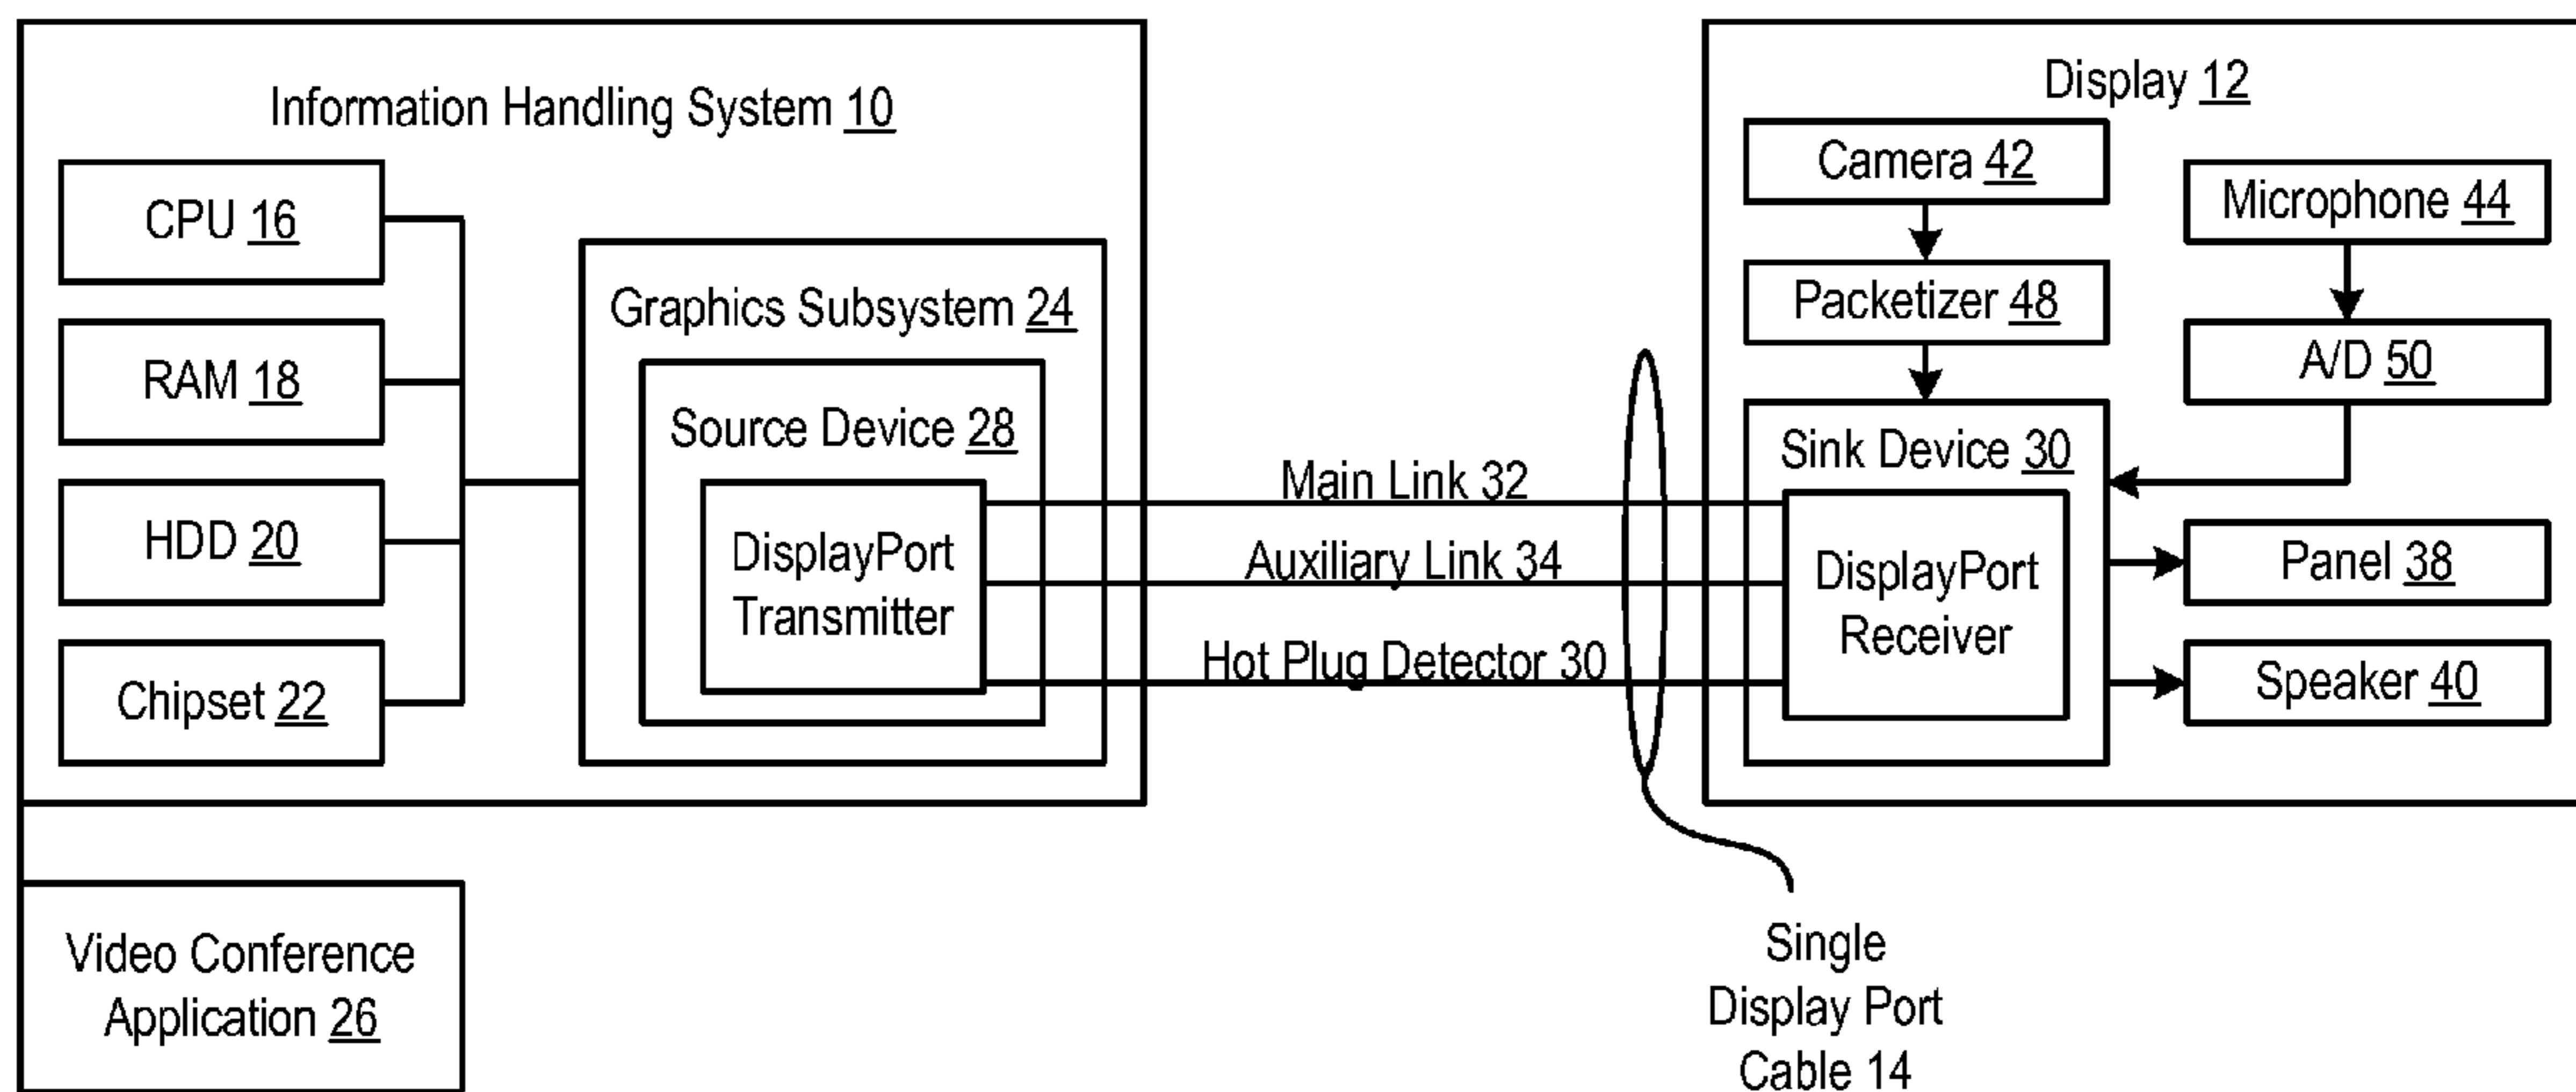 Information Handling System 10
CPU 16
RAM 18
HDD 20
Chipset 22
Graphics Subsystem 24
Source Device 28
DisplayPort
Transmitter
Video Conference
Application 26
Main Link 32
Auxiliary Link 34
Hot Plug Detector 30
Single
Display Port
Cable 14
Display 12
Camera 42
Packetizer 48
Microphone 44
A/D 50
Sink Device 30
DisplayPort
Receiver
Panel 38
Speaker 40